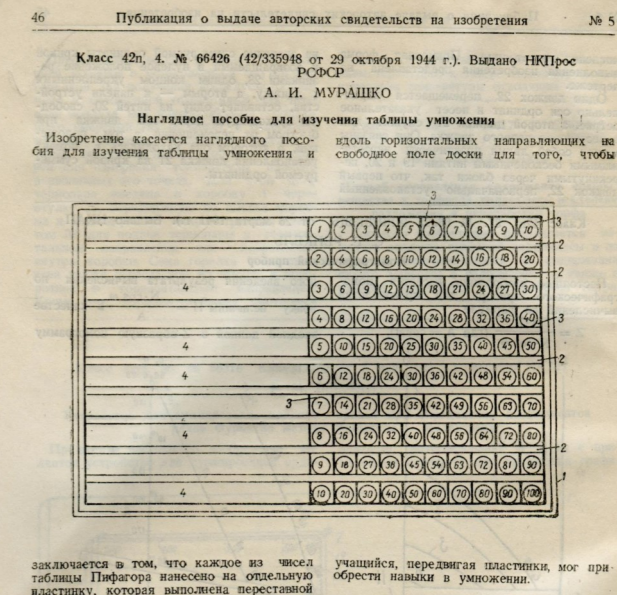 46
Публикация о выдаче авторских свидетельств на изобретения
№ 5
Класс 42n, 4. № 66426 (42/335948 от 29 октября 1944 г.). Выдано НКПрос
РСФСР
А. И. МУРАШКО
Наглядное пособие для изучения таблицы умножения
Изобретение касается наглядного посо-
бия для изучения таблицы умножения и
вдоль горизонтальных направляющих на
свободное поле доски для того, чтобы
3
1 2 3 4 5 6 7 8 9 10 3
2
2 4 6 8 10 12 14 16 18 20
2
4 3 6 9 12 15 18 21 24 27 30
4 8 12 16 20 24 28 32 36 40 3
4 5 10 15 20 25 30 35 40 45 50
2
4 6 12 18 24 30 36 42 48 54 60
3 7 14 21 28 35 42 49 56 63 70
4 8 16 24 32 40 48 56 64 72 80
2
9 18 27 36 45 54 63 72 81 90
1
4 10 20 30 40 50 60 70 80 90 100
заключается в том, что каждое из чисел
таблицы Пифагора нанесено на отдельную
пластинку, которая выполнена переставной
учащийся, передвигая пластинки, мог при-
обрести навыки в умножении.